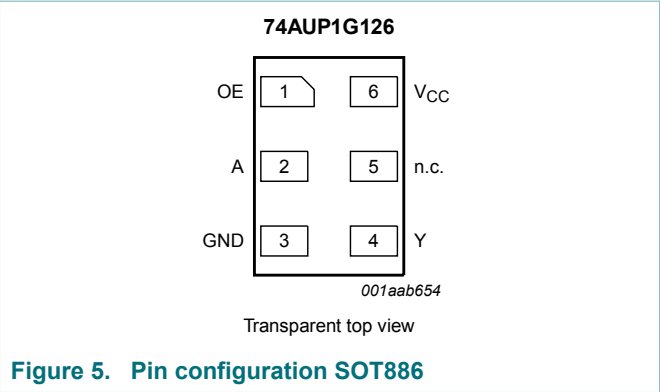 74AUP1G126
OE 1 6 VCC
A 2 5 n.c.
GND 3 4 Y
001aab654
Transparent top view
Figure 5. Pin configuration SOT886